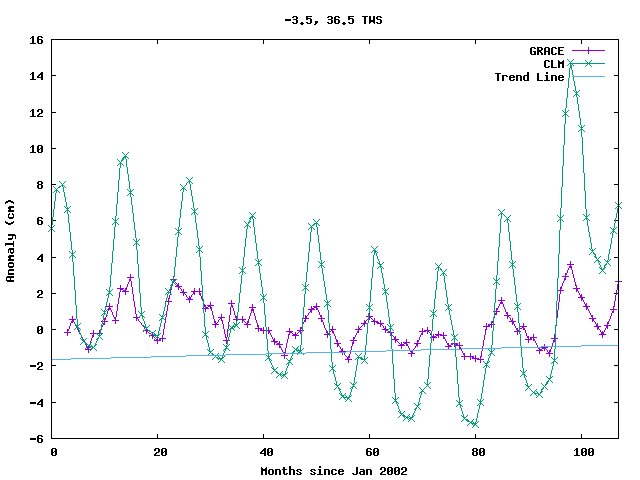 -3.5, 36.5 TWS
GRACE
CLM
Trend Line
16
14
12
10
8
6
4
2
0
-2
-4
-6
Anomaly (cm)
0 20 40 60 80 100
Months since Jan 2002